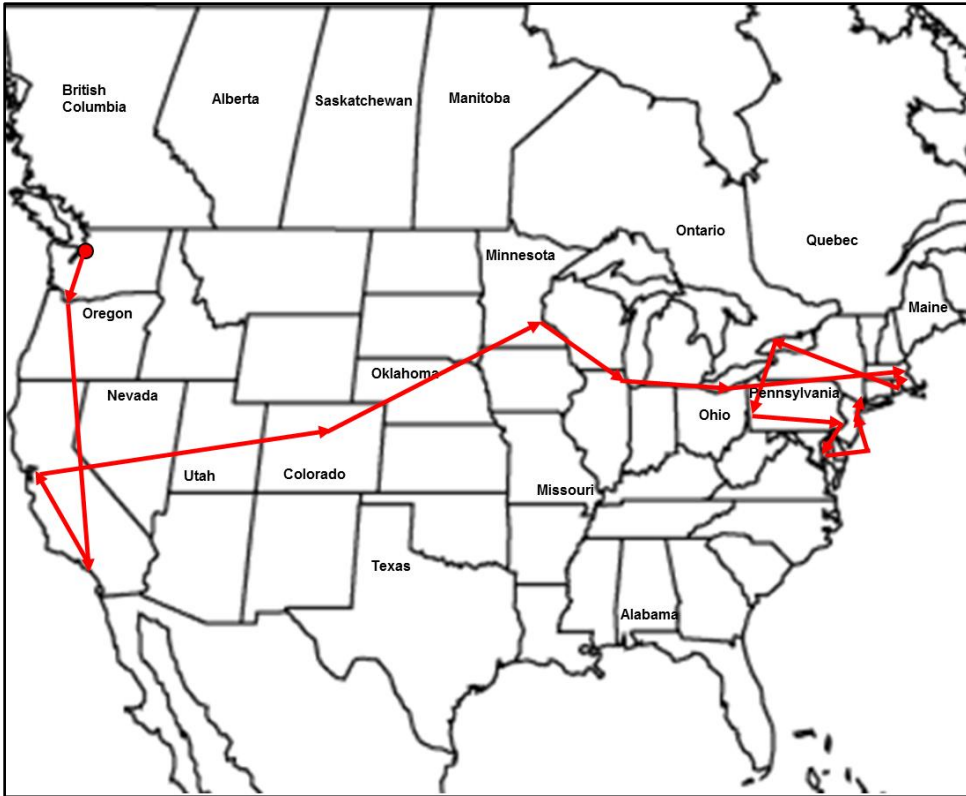 British
Columbia
Alberta
Saskatchewan
Manitoba
Ontario
Quebec
Minnesota
Maine
Oregon
Oklahoma
Nevada
Pennsylvania
Ohio
Utah
Colorado
Missouri
Texas
Alabama